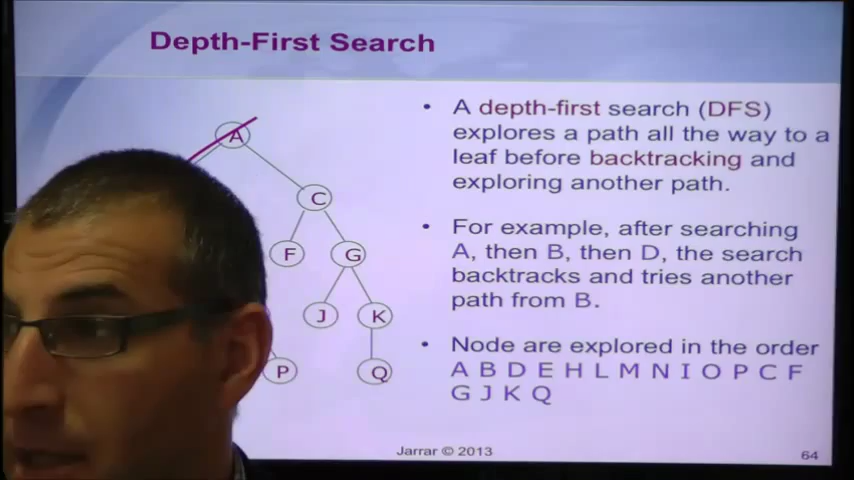 Depth-First Search
A
C
F
G
J
K
P
Q
• A depth-first search (DFS)
explores a path all the way to a
leaf before backtracking and
exploring another path.
• For example, after searching
A, then B, then D, the search
backtracks and tries another
path from B.
• Node are explored in the order
A B D E H L M N I O P C F
G J K Q
Jarrar © 2013
64